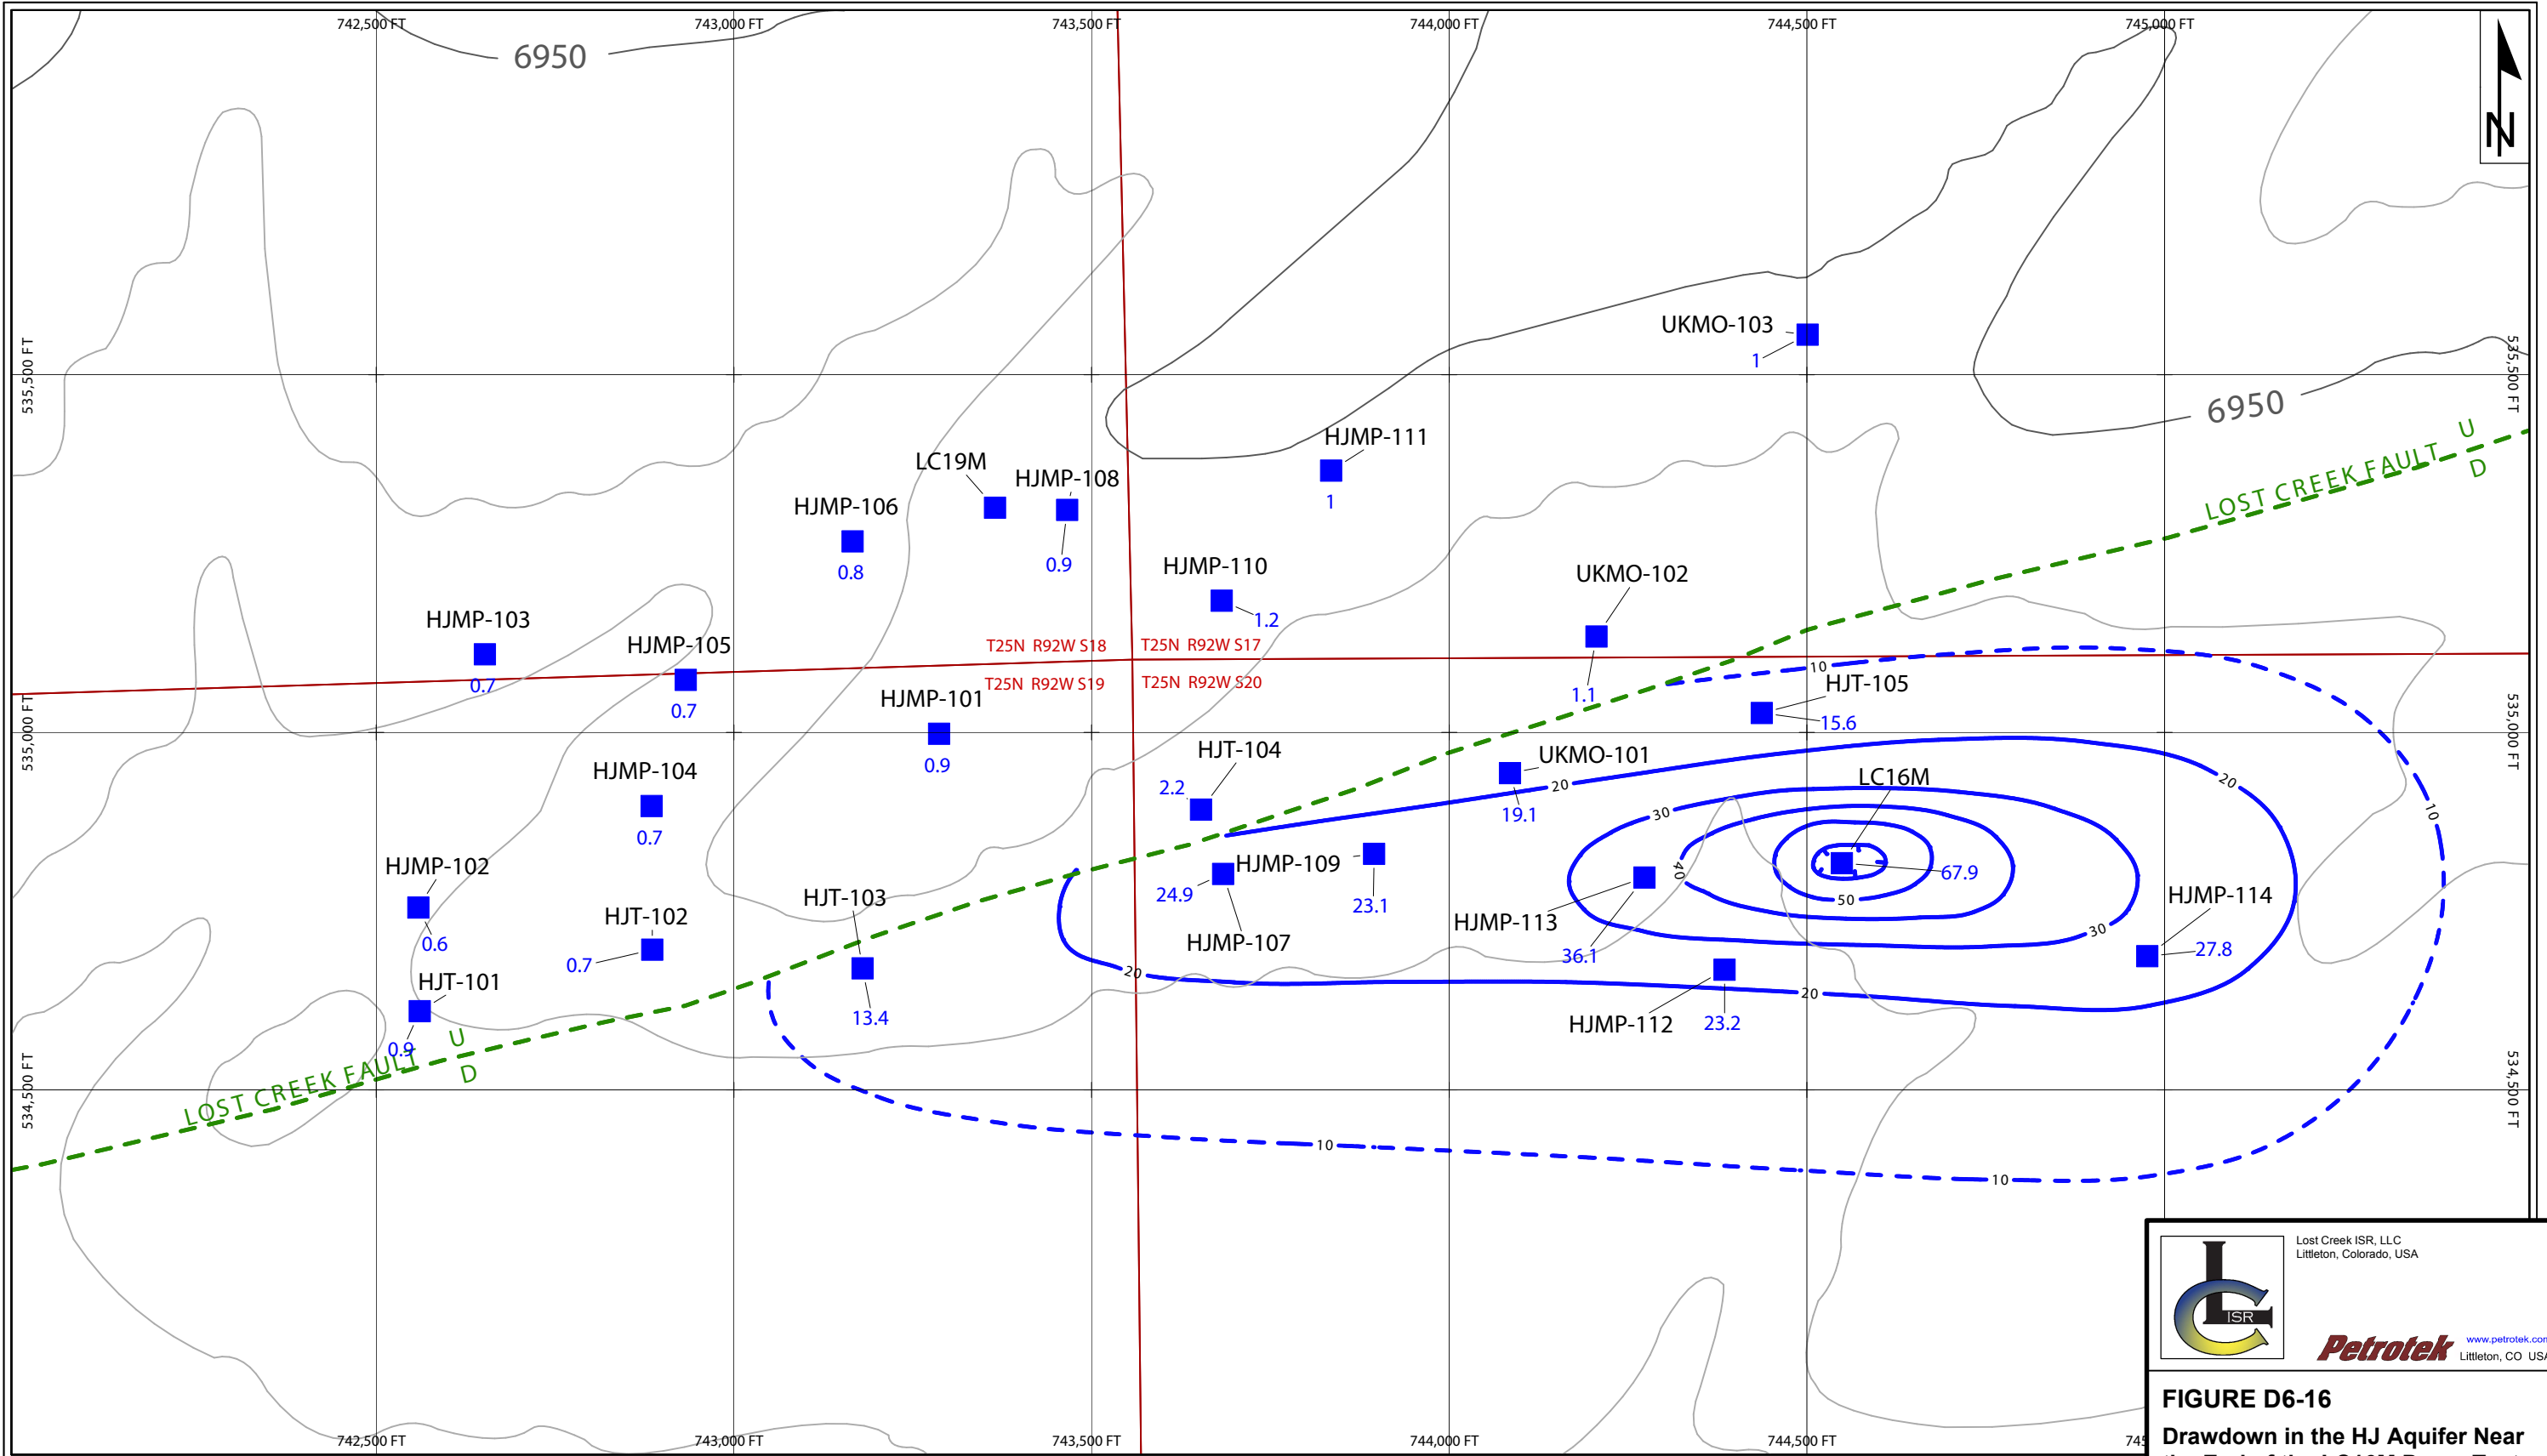 742,500 FT
743,000 FT
743,500 FT
744,000 FT
744,500 FT
745,000 FT
6950
N
UKMO-103
1
535,500 FT
535,500 FT
6950
U
LOST CREEK FAULT
D
HJMP-111
1
LC19M
HJMP-108
0.9
HJMP-106
0.8
HJMP-110
1.2
UKMO-102
1.1
HJMP-103
0.7
HJMP-105
0.7
T25N R92W S18
T25N R92W S17
T25N R92W S19
T25N R92W S20
10
HJMP-101
0.9
HJT-105
15.6
535,000 FT
535,000 FT
HJT-104
2.2
UKMO-101
19.1
20
LC16M
67.9
20
10
HJMP-104
0.7
30
40
50
30
HJMP-109
23.1
24.9
HJMP-107
HJMP-102
0.6
HJT-102
0.7
HJT-103
13.4
HJMP-113
36.1
HJMP-114
27.8
20
20
HJMP-112
23.2
HJT-101
0.9
U
LOST CREEK FAULT
D
534,500 FT
534,500 FT
10
10
742,500 FT
743,000 FT
743,500 FT
744,000 FT
744,500 FT
L
C
ISR
Lost Creek ISR, LLC
Littleton, Colorado, USA
Petrotek
www.petrotek.com
Littleton, CO USA
FIGURE D6-16
Drawdown in the HJ Aquifer Near